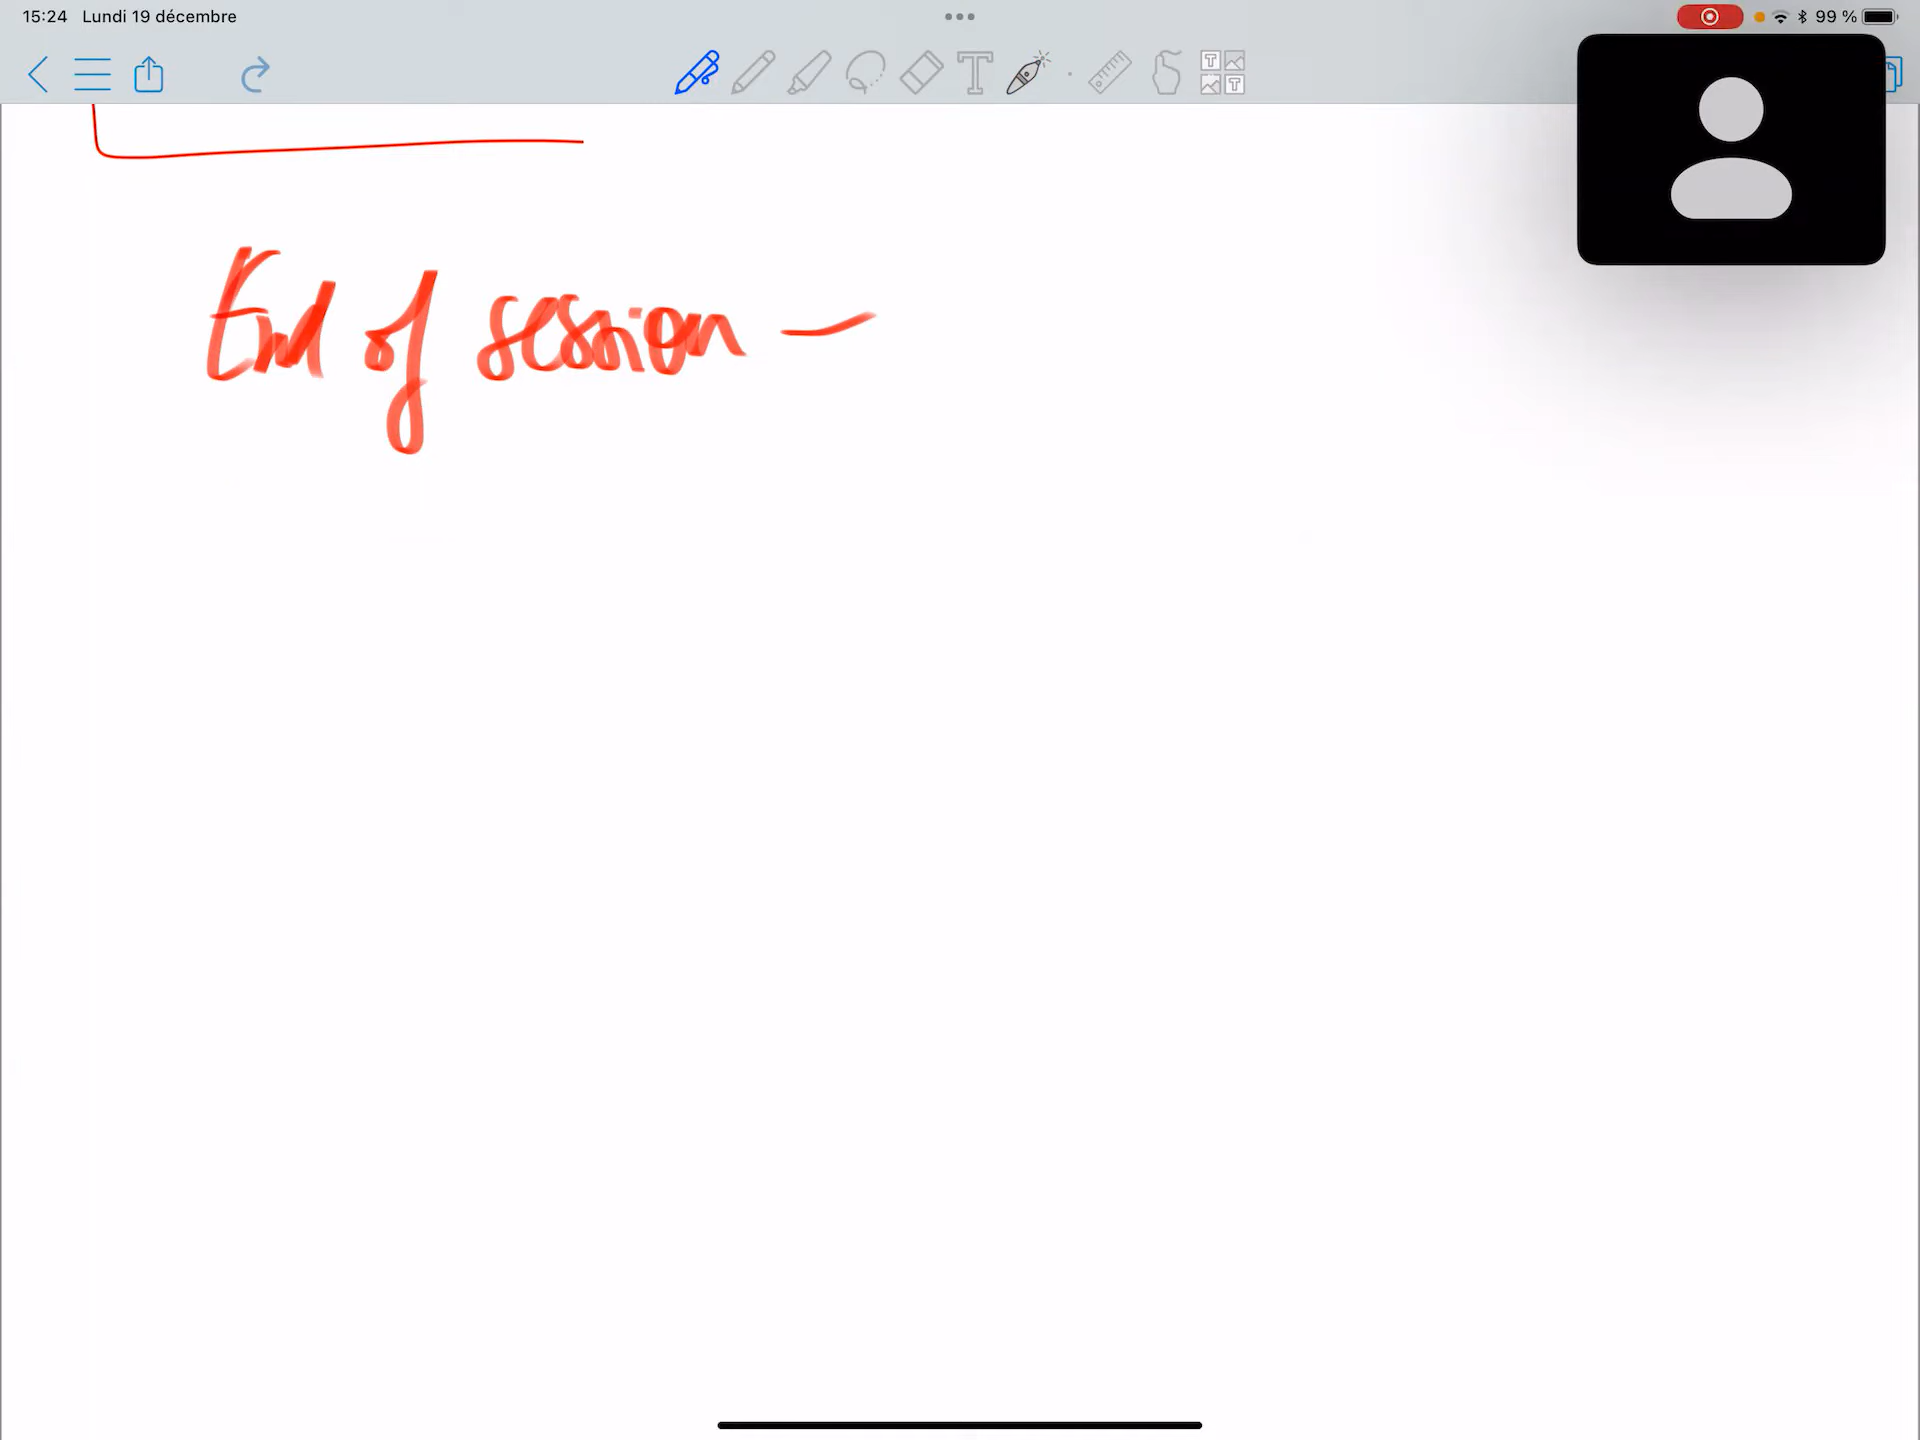 15:24 Lundi 19 décembre
99 %
End of session —